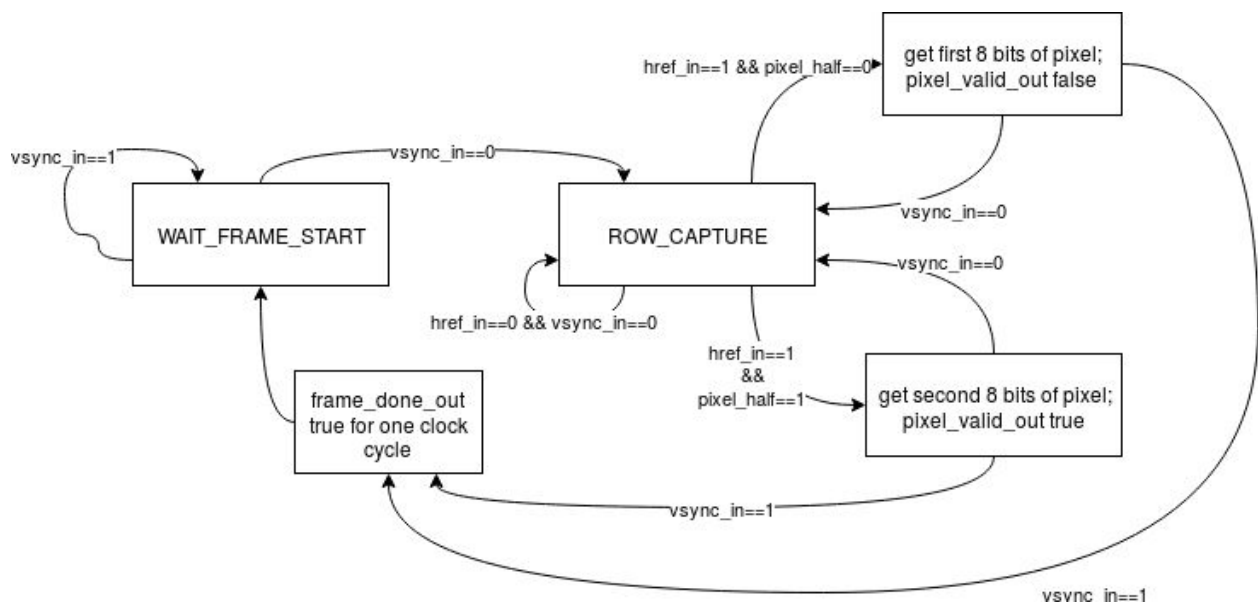 get first 8 bits of pixel;
pixel_valid_out false
href_in==1 && pixel_half==0
vsync_in==1
vsync_in==0
vsync_in==0
WAIT_FRAME_START
ROW_CAPTURE
vsync_in==0
href_in==0 && vsync_in==0
href_in==1
&&
pixel_half==1
get second 8 bits of pixel;
pixel_valid_out true
frame_done_out
true for one clock
cycle
vsync_in==1
vsync_in==1